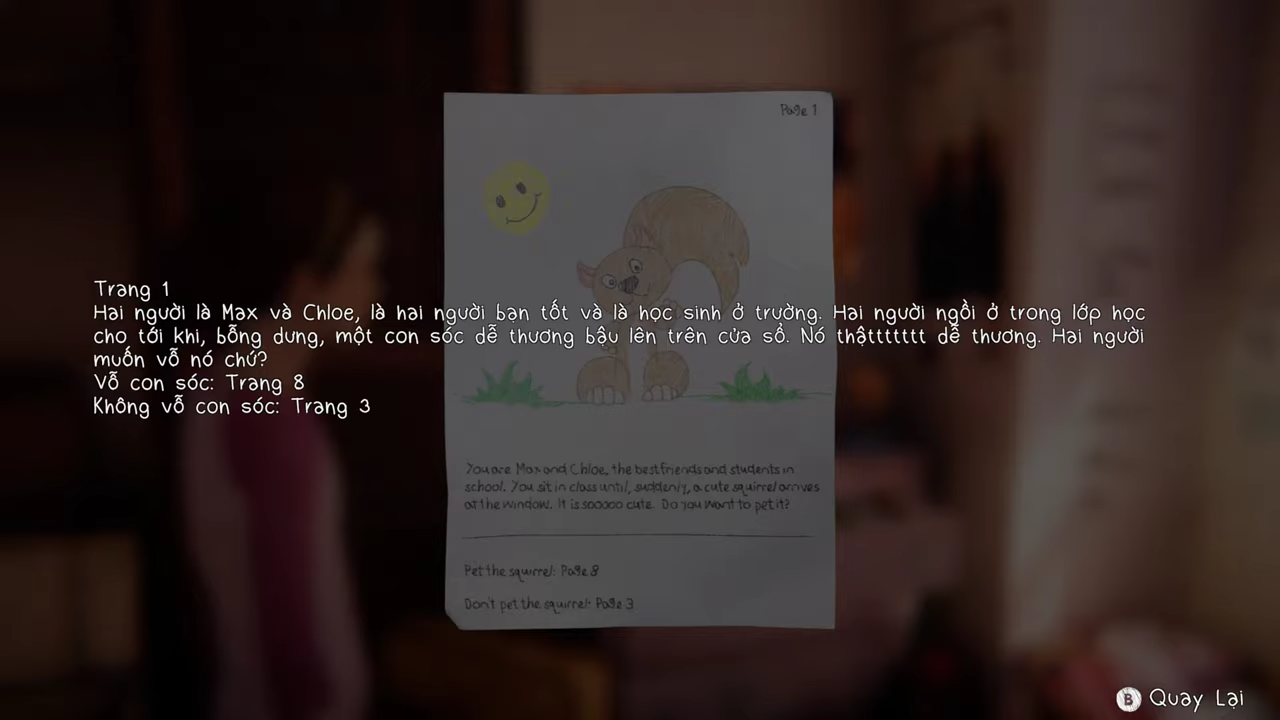 Page 1
Trang 1
Hai người là Max và Chloe, là hai người bạn tốt và là học sinh ở trường. Hai người ngồi ở trong lớp học
cho tới khi, bỗng dưng, một con sóc dễ thương bậu lên trên cửa sổ. Nó thậttttttt dễ thương. Hai người
muốn vỗ nó chứ?
Vỗ con sóc: Trang 8
Không vỗ con sóc: Trang 3
You are Max and Chloe, the best friends and students in
school. You sit in class until, suddenly, a cute squirrel arrives
at the window. It is sooooo cute. Do you want to pet it?
Pet the squirrel: Page 8
Don't pet the squirrel: Page 3
B Quay Lại